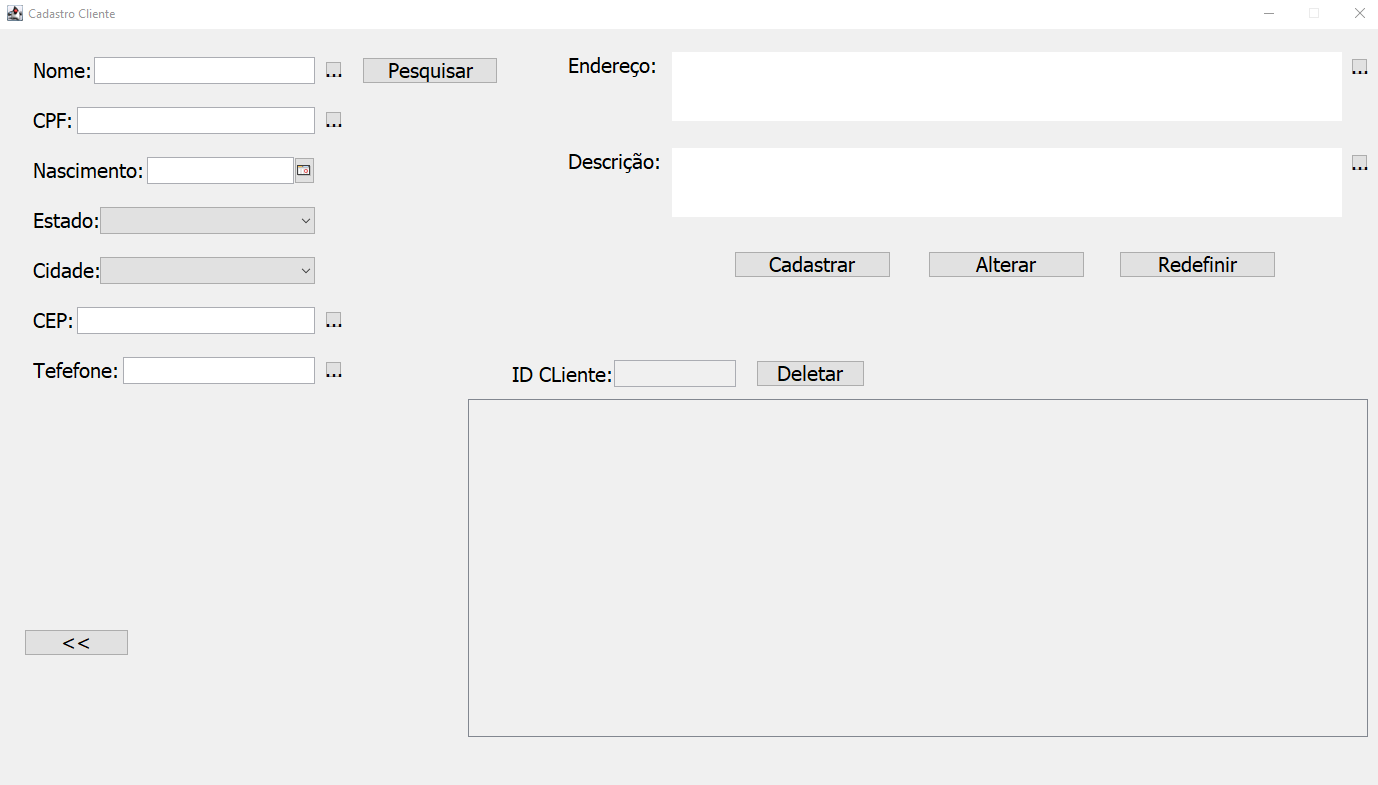 Cadastro Cliente
Nome: ... Pesquisar
Endereço: ...
CPF: ...
Nascimento:
Descrição: ...
Estado:
Cidade:
Cadastrar Alterar Redefinir
CEP: ...
Tefefone: ...
ID CLiente: Deletar
<<